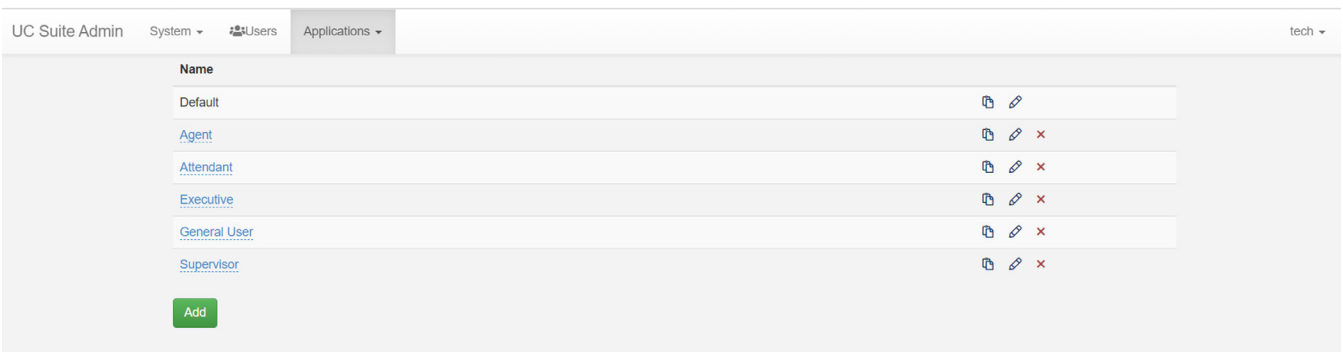 UC Suite Admin System Users Applications tech
Name
Default
Agent
Attendant
Executive
General User
Supervisor
Add